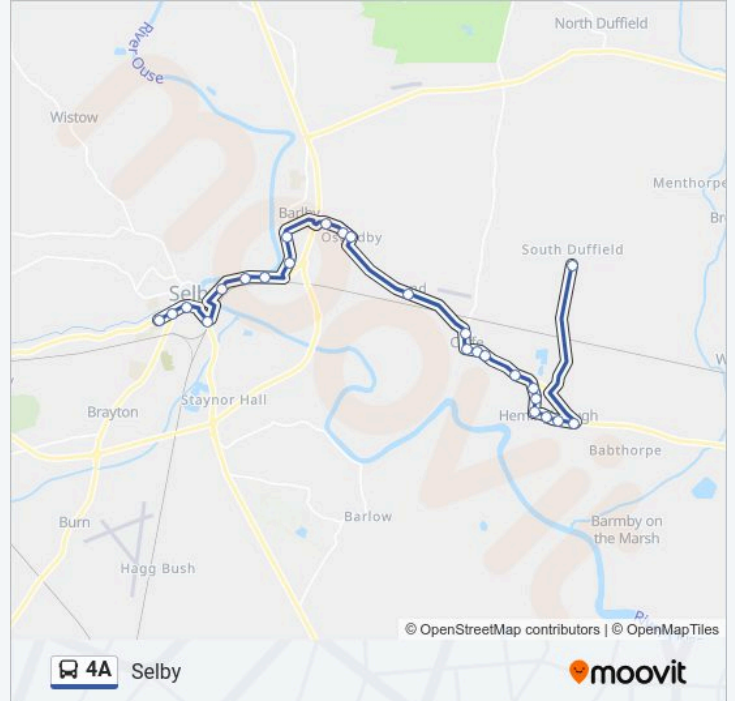 North Duffield
River Ouse
Wistow
Menthorpe
Barlby
South Duffield
Selby
Brayton
Staynor Hall
Babthorpe
Burn
Barlow
Barmby on
the Marsh
Hagg Bush
moovit
© OpenStreetMap contributors | © OpenMapTiles
4A Selby
moovit